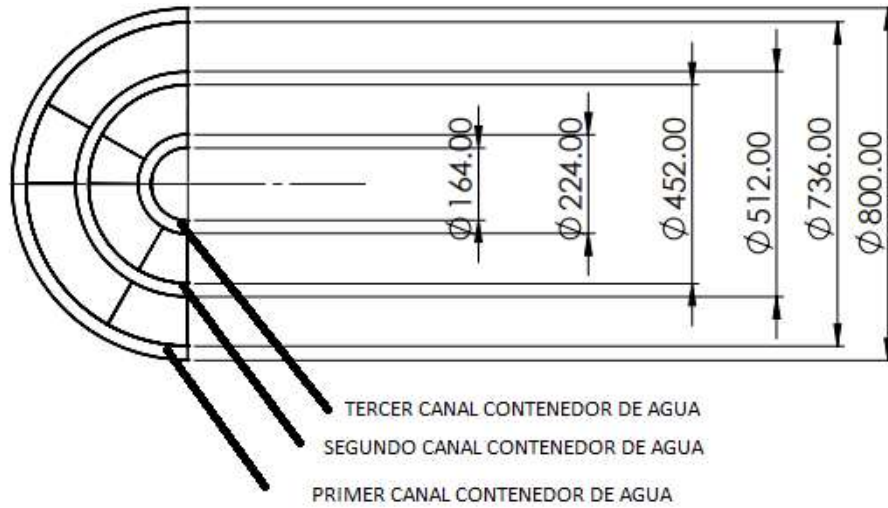 Ø164.00
Ø224.00
Ø452.00
Ø512.00
Ø736.00
Ø800.00
TERCER CANAL CONTENEDOR DE AGUA
SEGUNDO CANAL CONTENEDOR DE AGUA
PRIMER CANAL CONTENEDOR DE AGUA